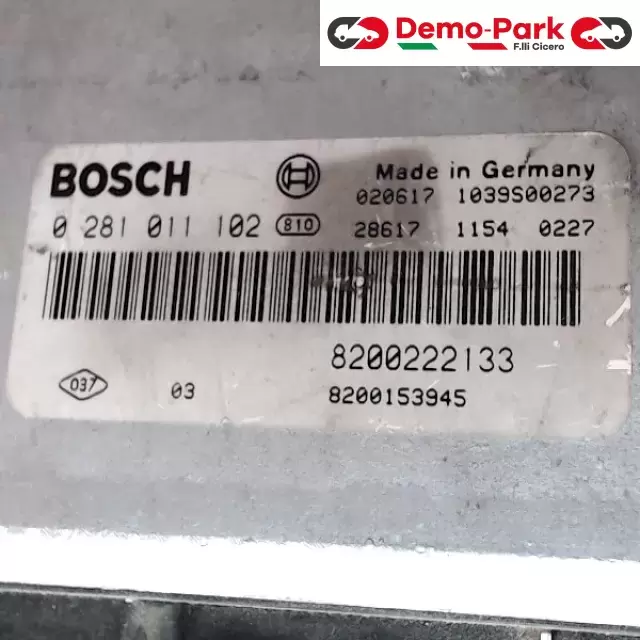 Demo-Park
F.lli Cicero
BOSCH Made in Germany
020617 1039S00273
0 281 011 102 810 28617 1154 0227
8200222133
037 03 8200153945